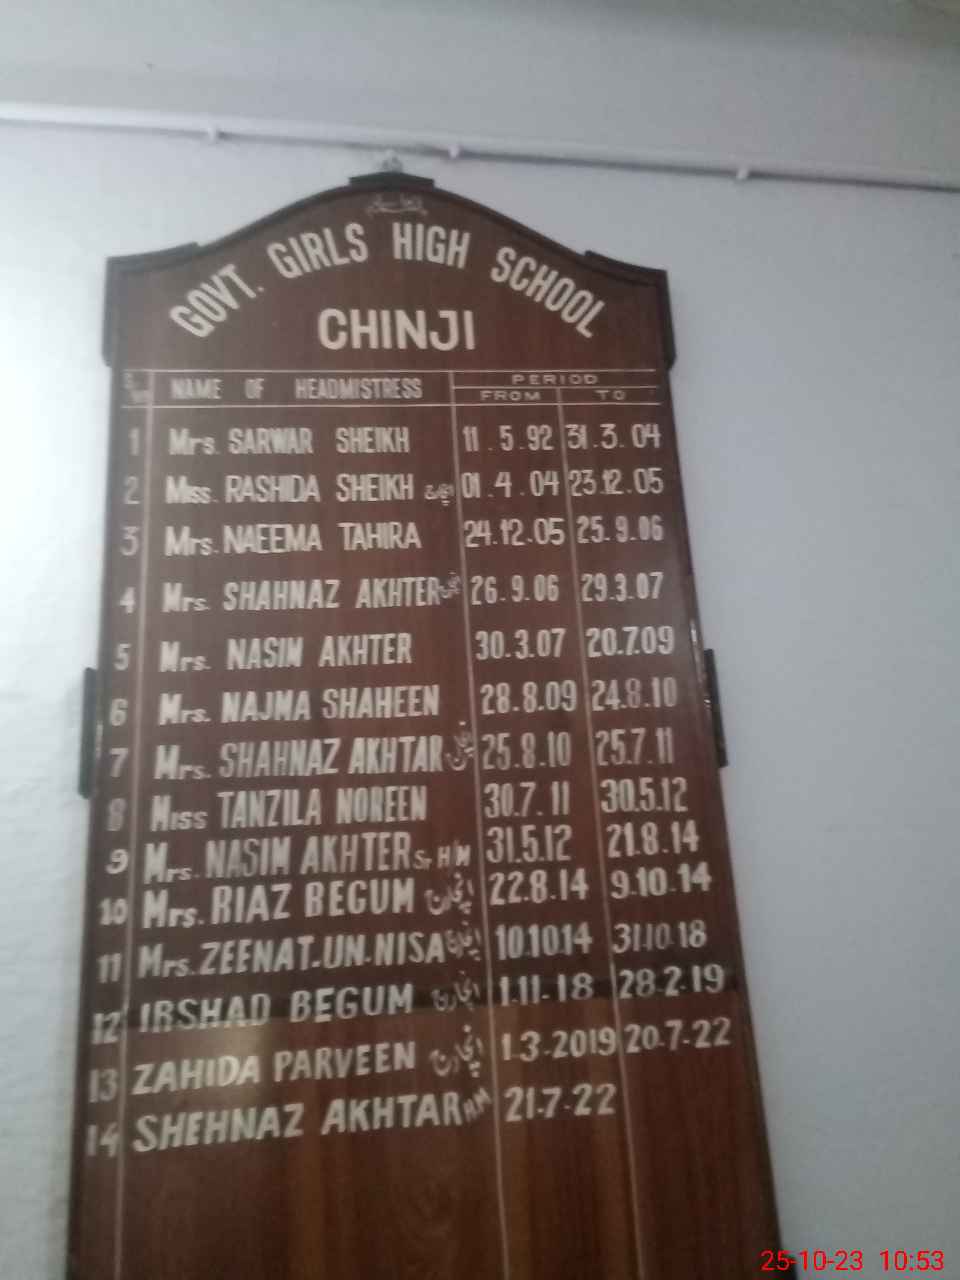 GOVT. GIRLS HIGH SCHOOL
CHINJI
NAME OF HEADMISTRESS PERIOD
FROM TO
1 Mrs. SARWAR SHEIKH 11.5.92 31.3.04
2 Miss. RASHIDA SHEIKH انچارج 01.4.04 23.12.05
3 Mrs. NAEEMA TAHIRA 24.12.05 25.9.06
4 Mrs. SHAHNAZ AKHTER انچارج 26.9.06 29.3.07
5 Mrs. NASIM AKHTER 30.3.07 20.7.09
6 Mrs. NAJMA SHAHEEN 28.8.09 24.8.10
7 Mrs. SHAHNAZ AKHTAR انچارج 25.8.10 25.7.11
8 Miss TANZILA NOREEN 30.7.11 30.5.12
9 Mrs. NASIM AKHTER Sr HM 31.5.12 21.8.14
10 Mrs. RIAZ BEGUM انچارج 22.8.14 9.10.14
11 Mrs. ZEENAT-UN-NISA انچارج 10.10.14 31.10.18
12 IRSHAD BEGUM انچارج 1.11-18 28-2-19
13 ZAHIDA PARVEEN انچارج 1-3-2019 20-7-22
14 SHEHNAZ AKHTAR H.M 21-7-22
25-10-23 10:53